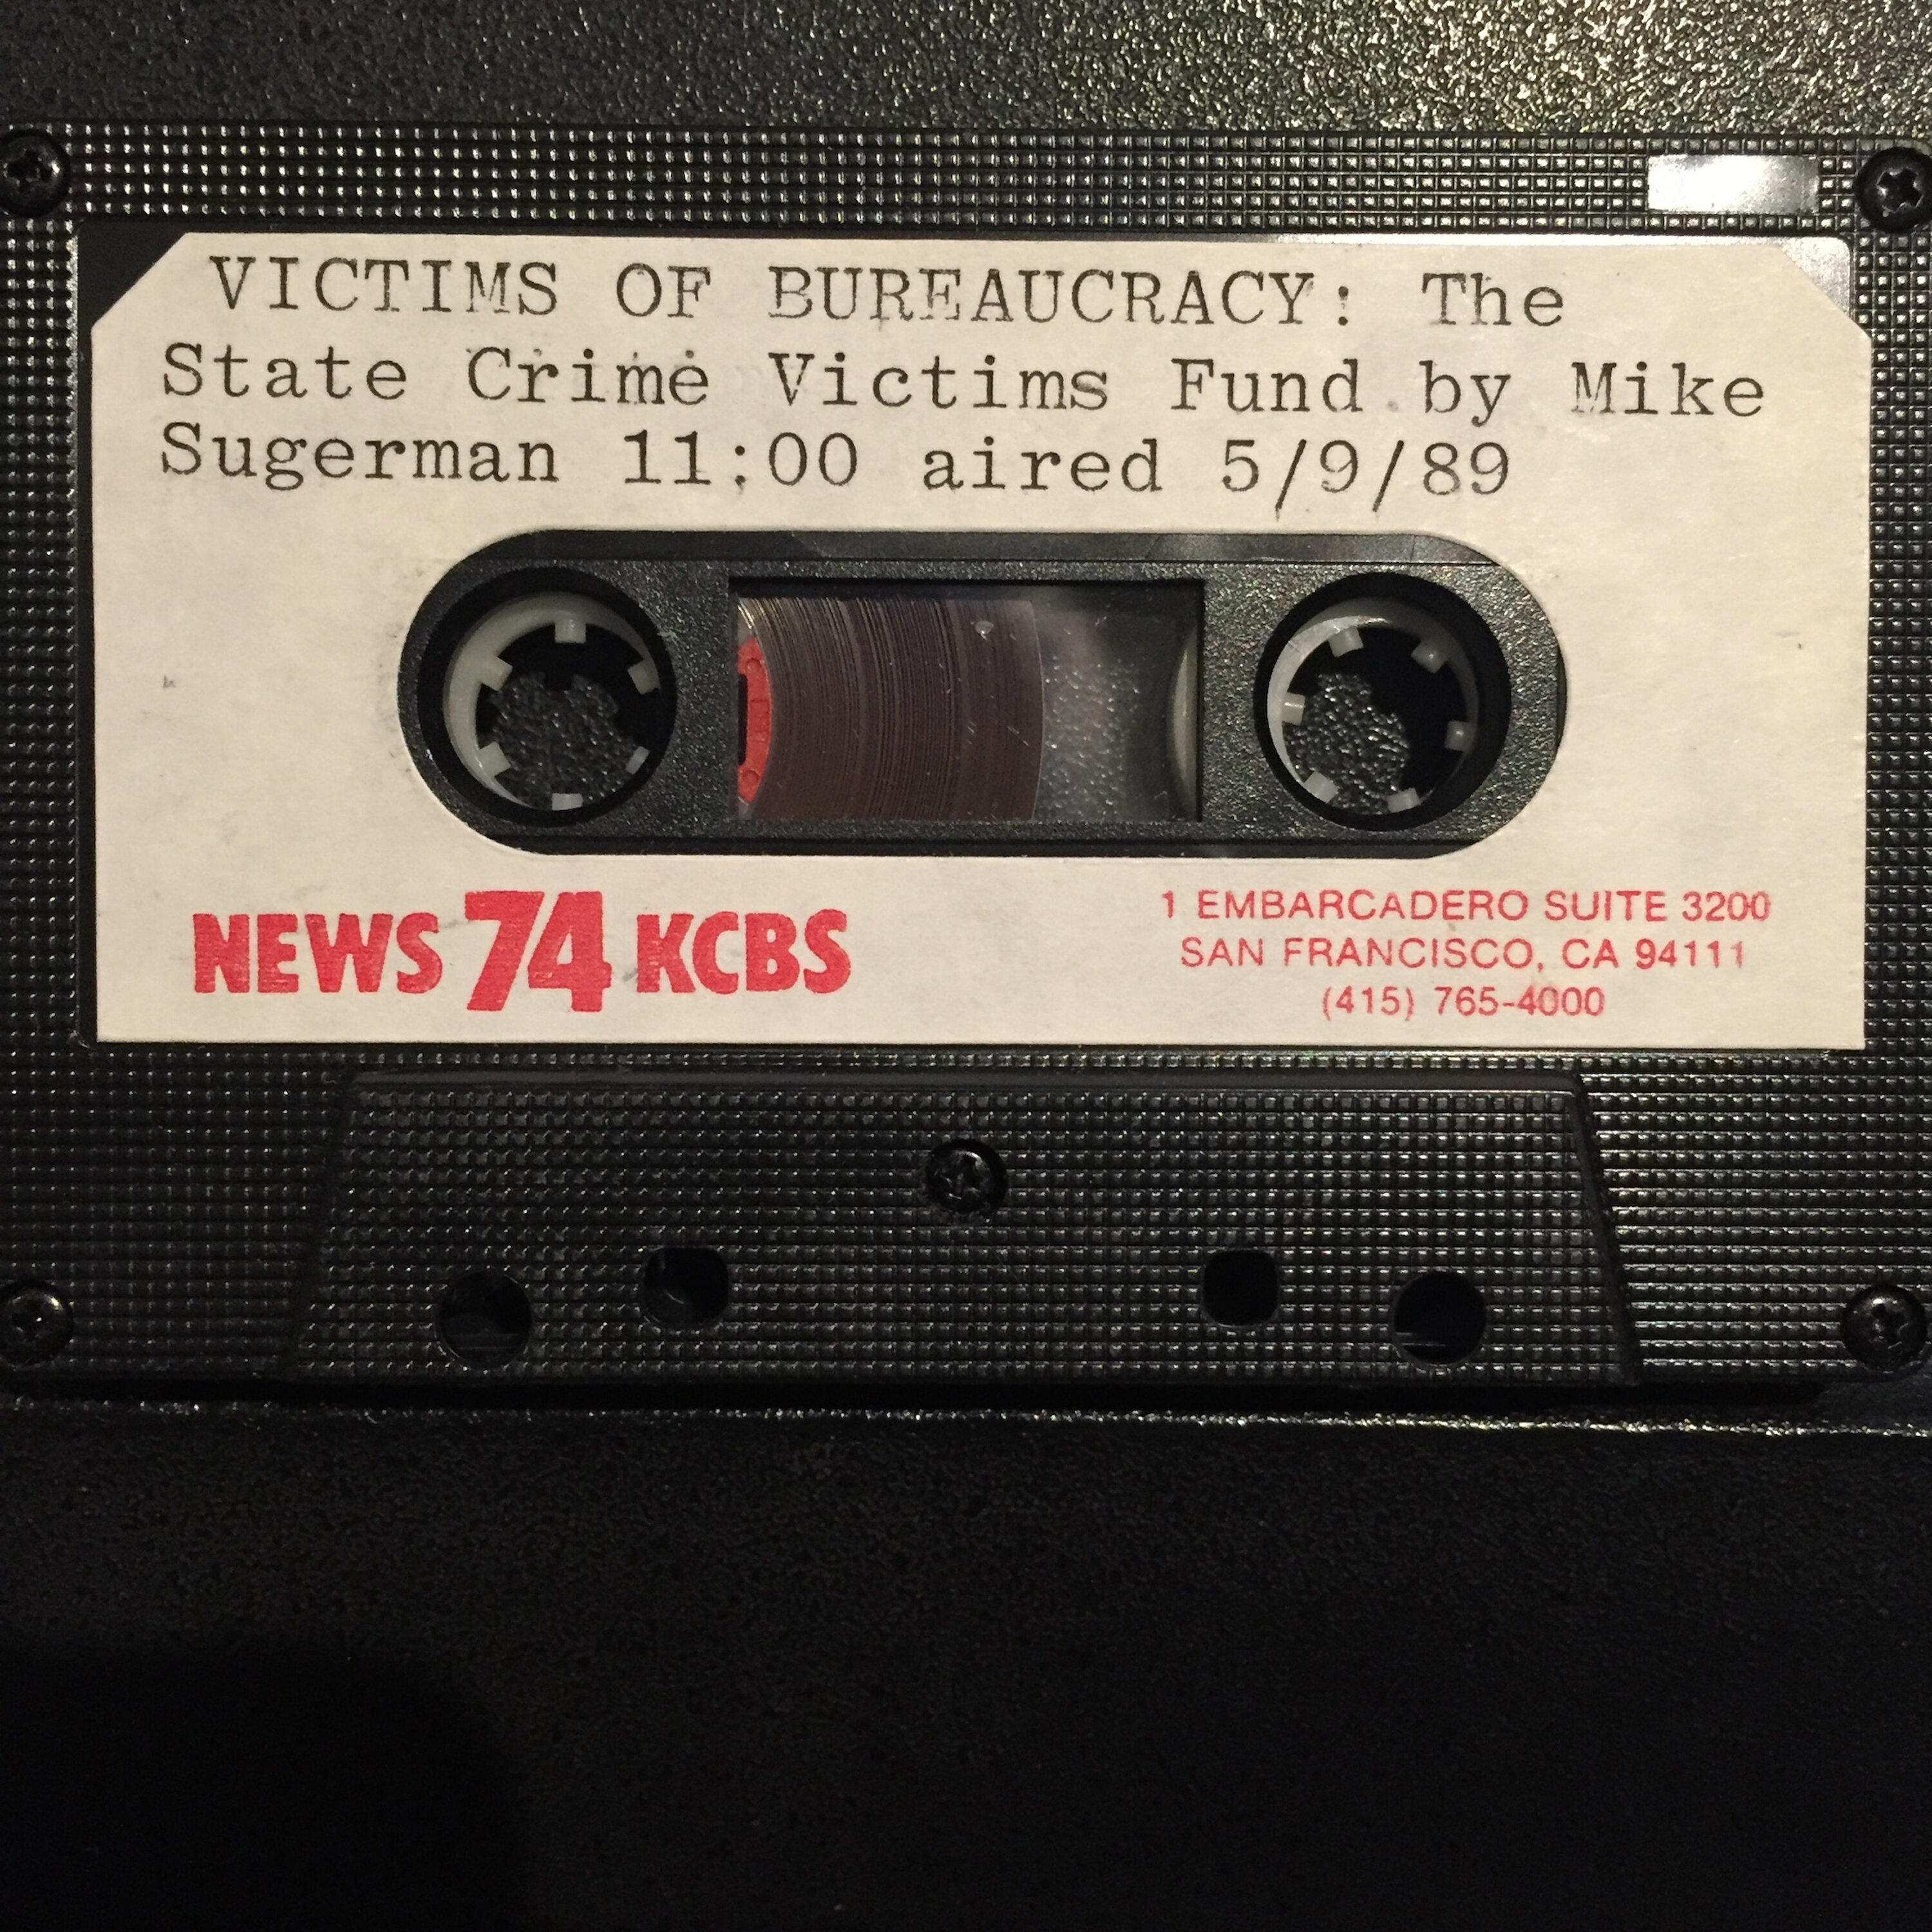 VICTIMS OF BUREAUCRACY: The
State Crime Victims Fund by Mike
Sugerman 11:00 aired 5/9/89
NEWS 74 KCBS
1 EMBARCADERO SUITE 3200
SAN FRANCISCO, CA 94111
(415) 765-4000